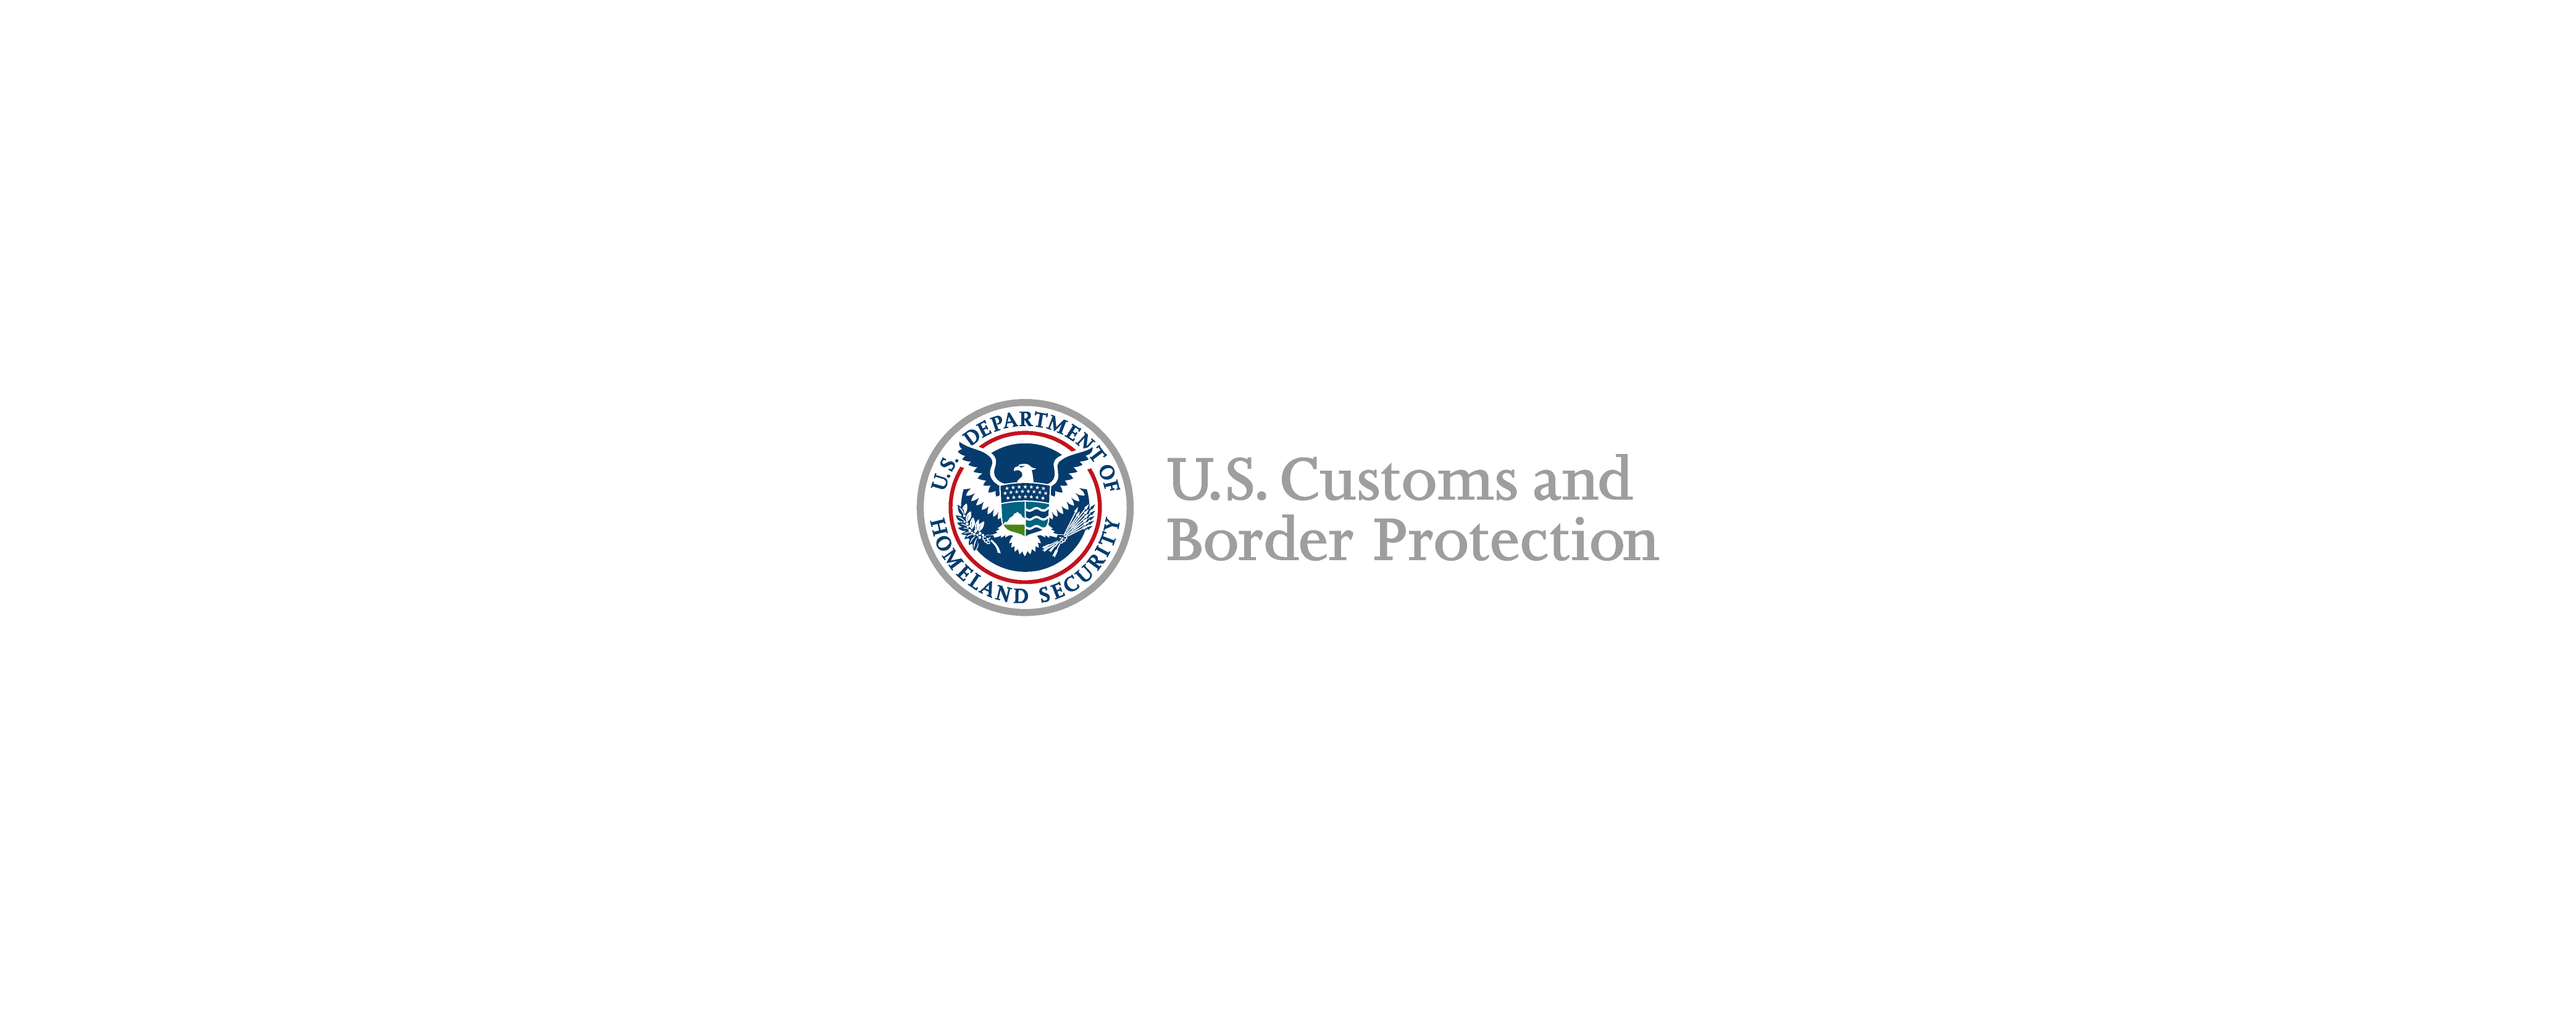 U.S. DEPARTMENT OF
HOMELAND SECURITY
U.S. Customs and
Border Protection